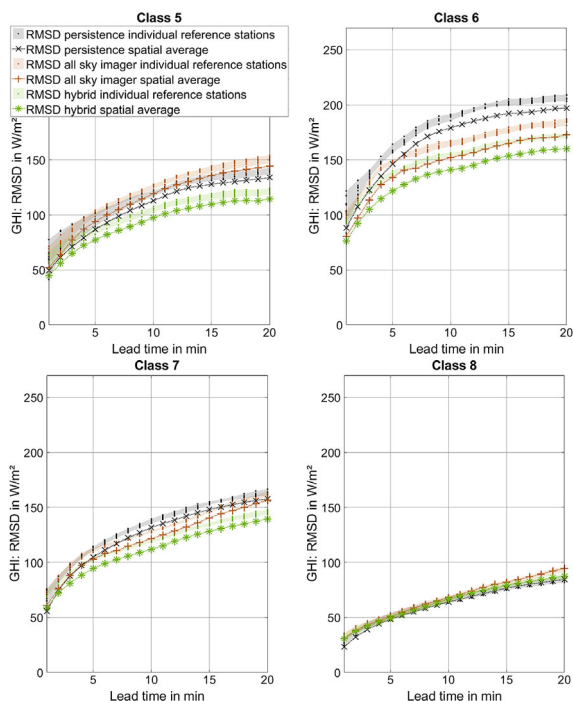 Class 5
RMSD persistence individual reference stations
RMSD persistence spatial average
RMSD all sky imager individual reference stations
RMSD all sky imager spatial average
RMSD hybrid individual reference stations
RMSD hybrid spatial average
GHI: RMSD in W/m²
150
100
50
0
5
10
15
20
Lead time in min
Class 6
GHI: RMSD in W/m²
250
200
150
100
50
0
5
10
15
20
Lead time in min
Class 7
GHI: RMSD in W/m²
250
200
150
100
50
0
5
10
15
20
Lead time in min
Class 8
GHI: RMSD in W/m²
250
200
150
100
50
0
5
10
15
20
Lead time in min